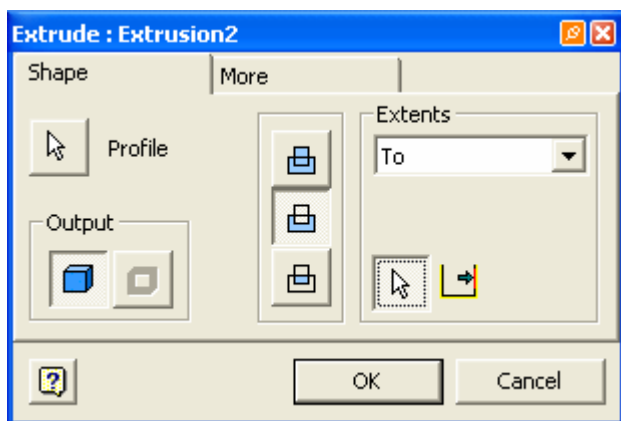 Extrude : Extrusion2
Shape More
Profile
Extents
To
Output
?
OK Cancel